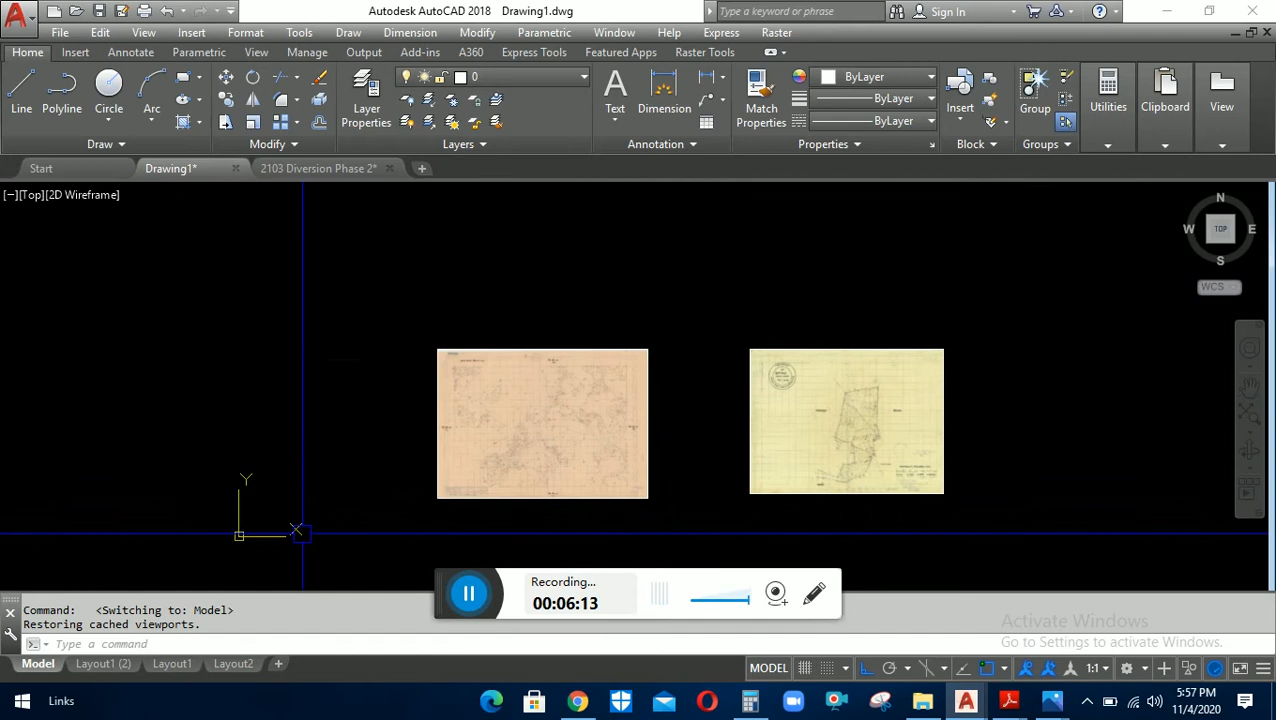 Autodesk AutoCAD 2018 Drawing1.dwg
Type a keyword or phrase
Sign In
File Edit View Insert Format Tools Draw Dimension Modify Parametric Window Help Express Raster
Home Insert Annotate Parametric View Manage Output Add-ins A360 Express Tools Featured Apps Raster Tools
0
ByLayer
ByLayer
ByLayer
Line Polyline Circle Arc
Layer Properties
Text Dimension
Match Properties
Insert
Group
Utilities
Clipboard
View
Draw Modify Layers Annotation Properties Block Groups
Start Drawing1* 2103 Diversion Phase 2*
[−][Top][2D Wireframe]
N
W TOP E
S
WCS
Y
X
Recording...
00:06:13
Command: <Switching to: Model>
Restoring cached viewports.
Type a command
Activate Windows
Go to Settings to activate Windows.
Model Layout1 (2) Layout1 Layout2
MODEL
1:1
Links
5:57 PM
11/4/2020